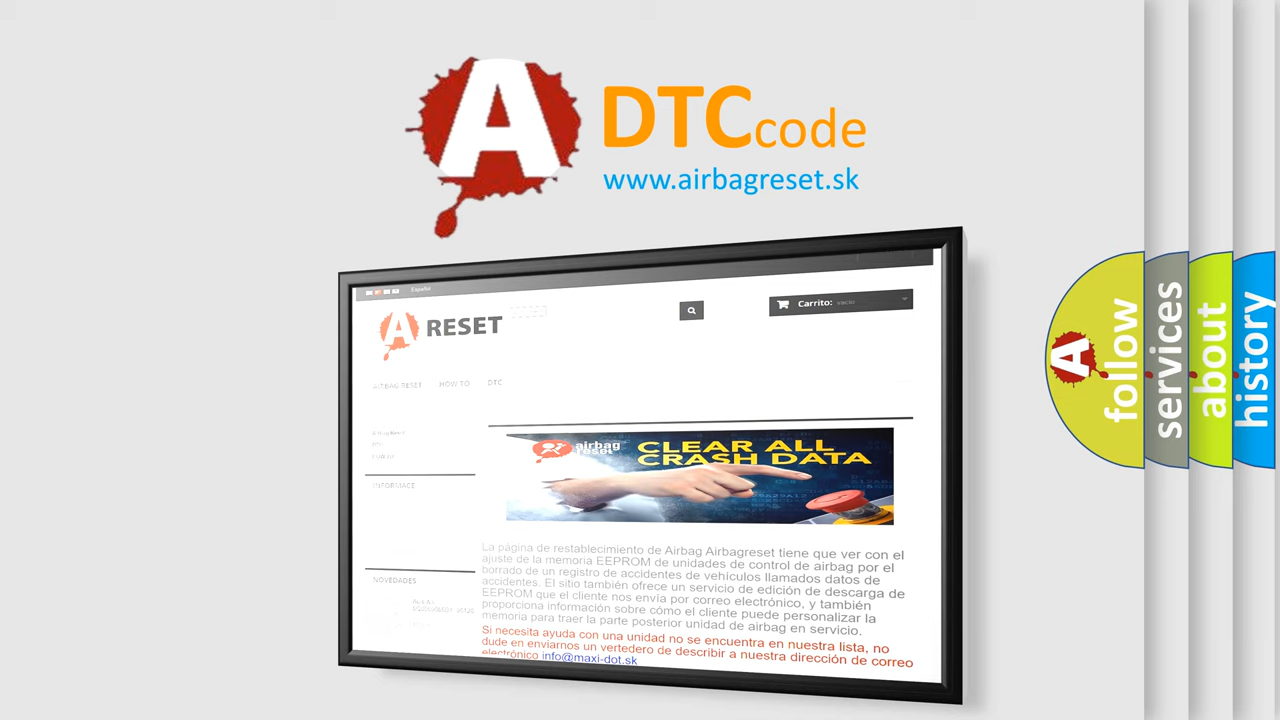 A
DTC code
www.airbagreset.sk
Español
A RESET
Carrito: vacío
AIRBAG RESET HOW TO DTC
INFORMACE
NOVEDADES
airbag
reset
CLEAR ALL
CRASH DATA
La página de restablecimiento de Airbag Airbagreset tiene que ver con el
ajuste de la memoria EEPROM de unidades de control de airbag por el
borrado de un registro de accidentes de vehículos llamados datos de
accidentes. El sitio también ofrece un servicio de edición de descarga de
EEPROM que el cliente nos envía por correo electrónico, y también
proporciona información sobre cómo el cliente puede personalizar la
memoria para traer la parte posterior unidad de airbag en servicio.
Si necesita ayuda con una unidad no se encuentra en nuestra lista, no
dude en enviarnos un vertedero de describir a nuestra dirección de correo
electrónico info@maxi-dot.sk
A follow
services
about
history